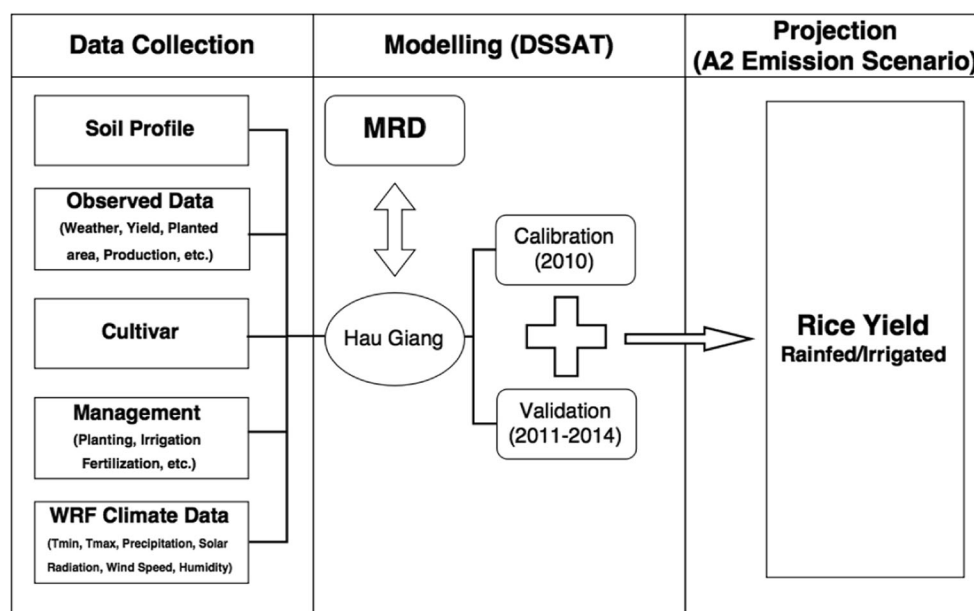 Data Collection
Modelling (DSSAT)
Projection
(A2 Emission Scenario)
Soil Profile
Observed Data
(Weather, Yield, Planted
area, Production, etc.)
Cultivar
Management
(Planting, Irrigation
Fertilization, etc.)
WRF Climate Data
(Tmin, Tmax, Precipitation, Solar
Radiation, Wind Speed, Humidity)
MRD
Hau Giang
Calibration
(2010)
Validation
(2011-2014)
Rice Yield
Rainfed/Irrigated